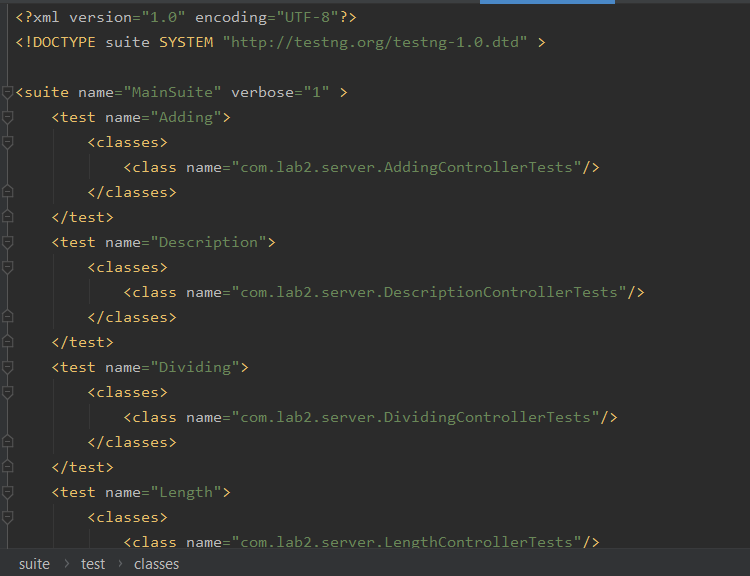 <?xml version="1.0" encoding="UTF-8"?>
<!DOCTYPE suite SYSTEM "http://testng.org/testng-1.0.dtd" >
<suite name="MainSuite" verbose="1" >
<test name="Adding">
<classes>
<class name="com.lab2.server.AddingControllerTests"/>
</classes>
</test>
<test name="Description">
<classes>
<class name="com.lab2.server.DescriptionControllerTests"/>
</classes>
</test>
<test name="Dividing">
<classes>
<class name="com.lab2.server.DividingControllerTests"/>
</classes>
</test>
<test name="Length">
<classes>
<class name="com.lab2.server.LengthControllerTests"/>
suite › test › classes